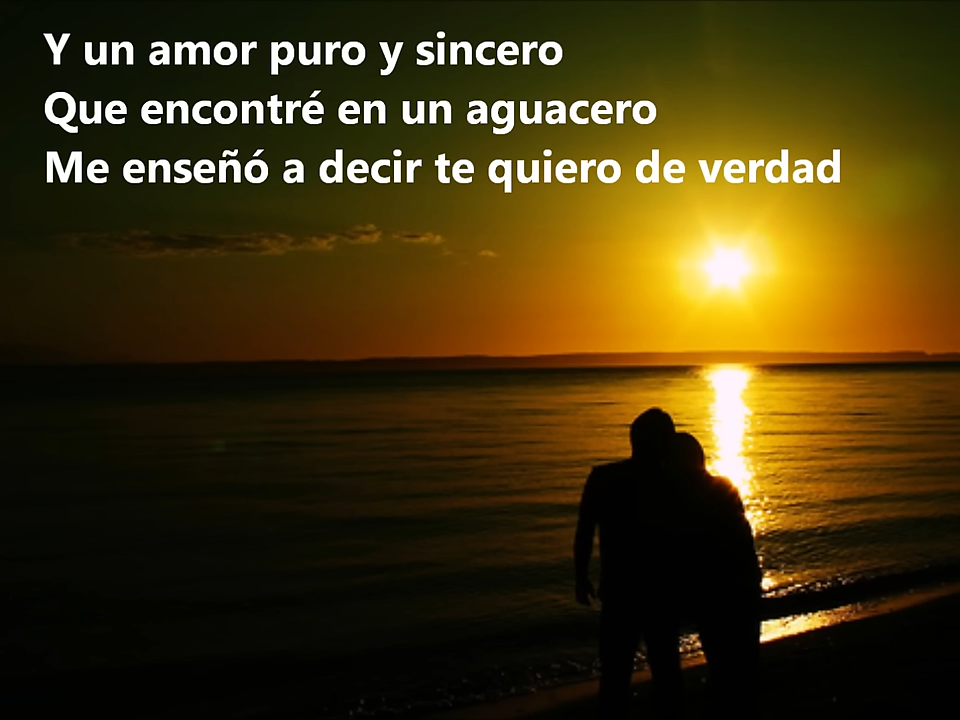 Y un amor puro y sincero
Que encontré en un aguacero
Me enseñó a decir te quiero de verdad